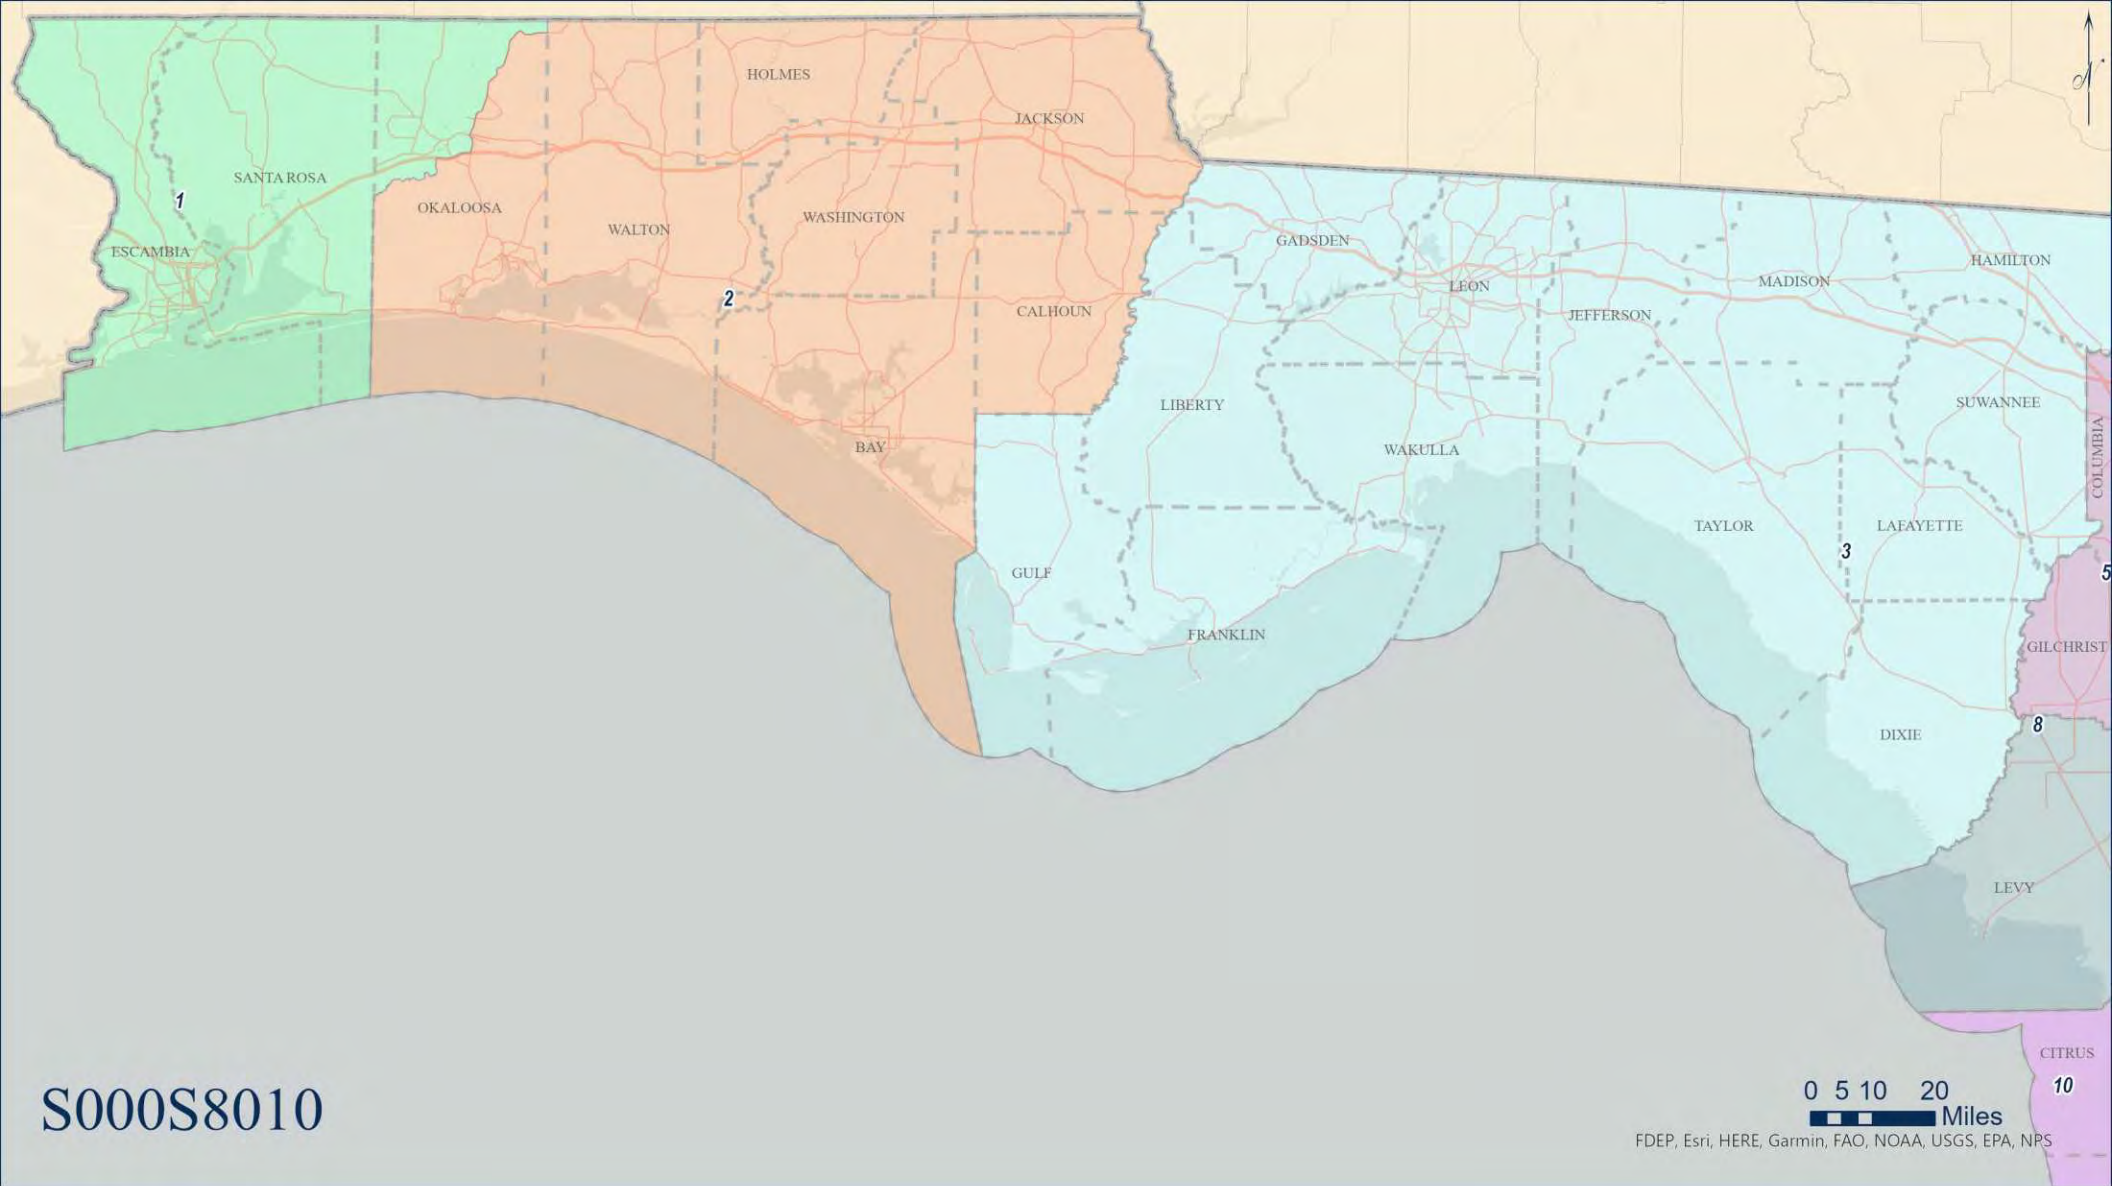 N
HOLMES
JACKSON
SANTA ROSA
1
OKALOOSA
WALTON
WASHINGTON
ESCAMBIA
GADSDEN
HAMILTON
LEON
MADISON
2
CALHOUN
JEFFERSON
LIBERTY
SUWANNEE
BAY
WAKULLA
COLUMBIA
TAYLOR
LAFAYETTE
3
GULF
5
FRANKLIN
GILCHRIST
8
DIXIE
LEVY
CITRUS
10
S000S8010
0 5 10 20
Miles
FDEP, Esri, HERE, Garmin, FAO, NOAA, USGS, EPA, NPS